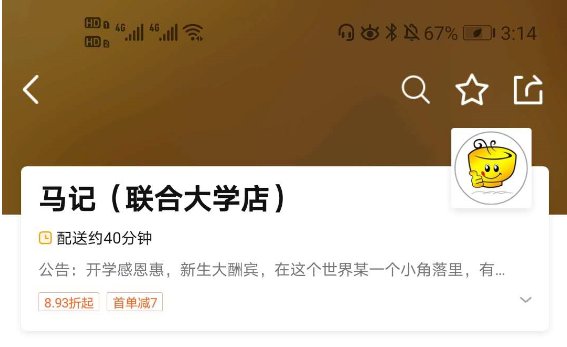 HD 1 4G 4G 67% 3:14
HD 2
马记（联合大学店）
配送约40分钟
公告：开学感恩惠，新生大酬宾，在这个世界某一个小角落里，有...
8.93折起 首单减7